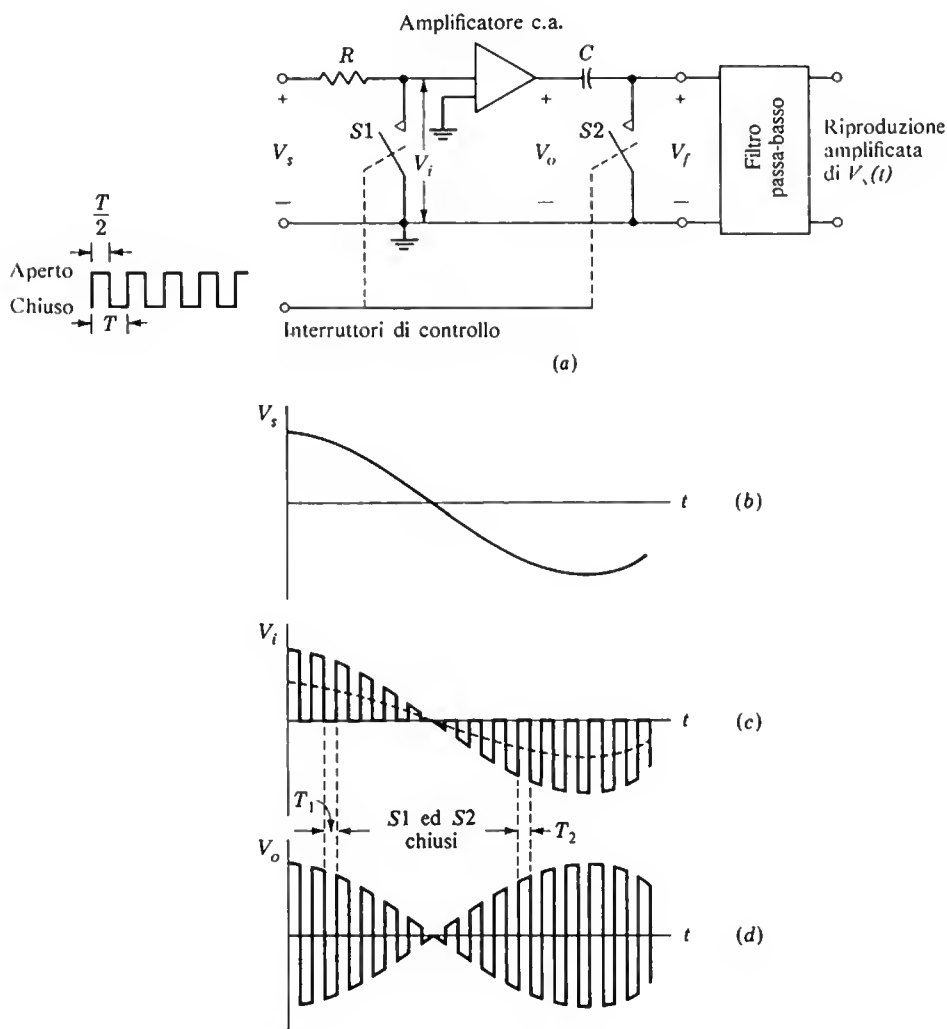 Amplificatore c.a.
R
C
+
S1
V_s
V_i
+
V_o
S2
+
V_f
Filtro
passa-basso
Riproduzione
amplificata
di V_s(t)
—
—
—
T/2
Aperto
Chiuso
T
Interruttori di controllo
(a)
V_s
t
(b)
V_i
t
(c)
T_1
S1 ed S2
chiusi
T_2
V_o
t
(d)